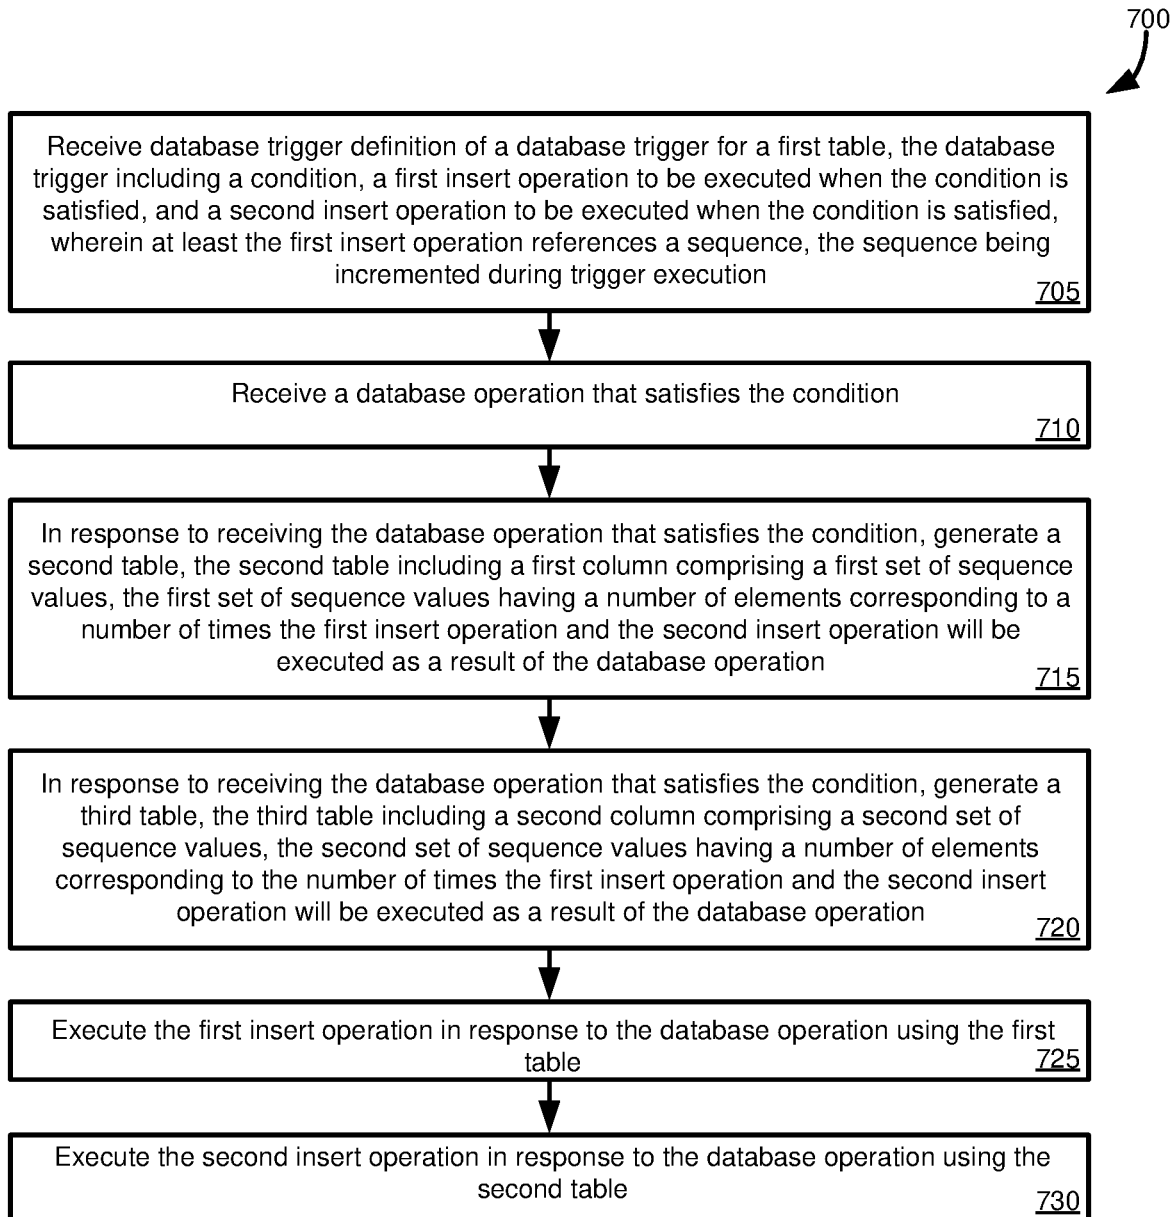 700
Receive database trigger definition of a database trigger for a first table, the database
trigger including a condition, a first insert operation to be executed when the condition is
satisfied, and a second insert operation to be executed when the condition is satisfied,
wherein at least the first insert operation references a sequence, the sequence being
incremented during trigger execution
705
Receive a database operation that satisfies the condition
710
In response to receiving the database operation that satisfies the condition, generate a
second table, the second table including a first column comprising a first set of sequence
values, the first set of sequence values having a number of elements corresponding to a
number of times the first insert operation and the second insert operation will be
executed as a result of the database operation
715
In response to receiving the database operation that satisfies the condition, generate a
third table, the third table including a second column comprising a second set of
sequence values, the second set of sequence values having a number of elements
corresponding to the number of times the first insert operation and the second insert
operation will be executed as a result of the database operation
720
Execute the first insert operation in response to the database operation using the first
table
725
Execute the second insert operation in response to the database operation using the
second table
730